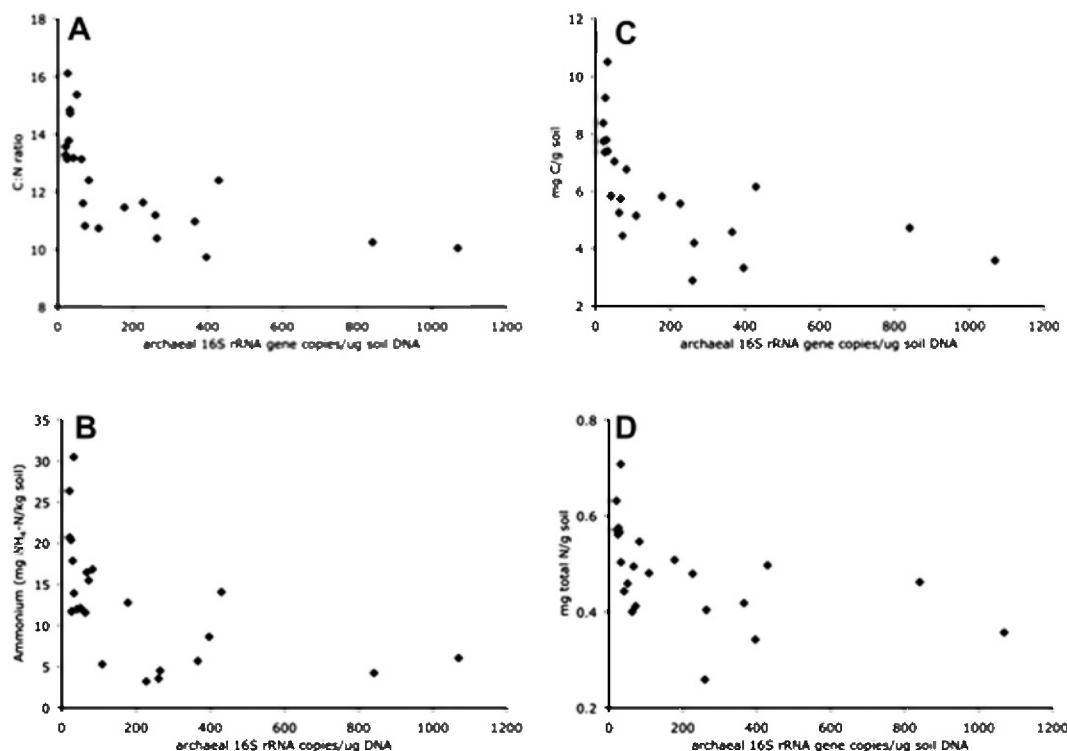 A
18
16
14
12
10
8
C:N ratio
0 200 400 600 800 1000 1200
archaeal 16S rRNA gene copies/ug soil DNA
C
12
10
8
6
4
2
mg C/g soil
0 200 400 600 800 1000 1200
archaeal 16S rRNA gene copies/ug soil DNA
B
35
30
25
20
15
10
5
0
Ammonium (mg NH₄-N/kg soil)
0 200 400 600 800 1000 1200
archaeal 16S rRNA copies/ug DNA
D
0.8
0.6
0.4
0.2
mg total N/g soil
0 200 400 600 800 1000 1200
archaeal 16S rRNA gene copies/ug soil DNA